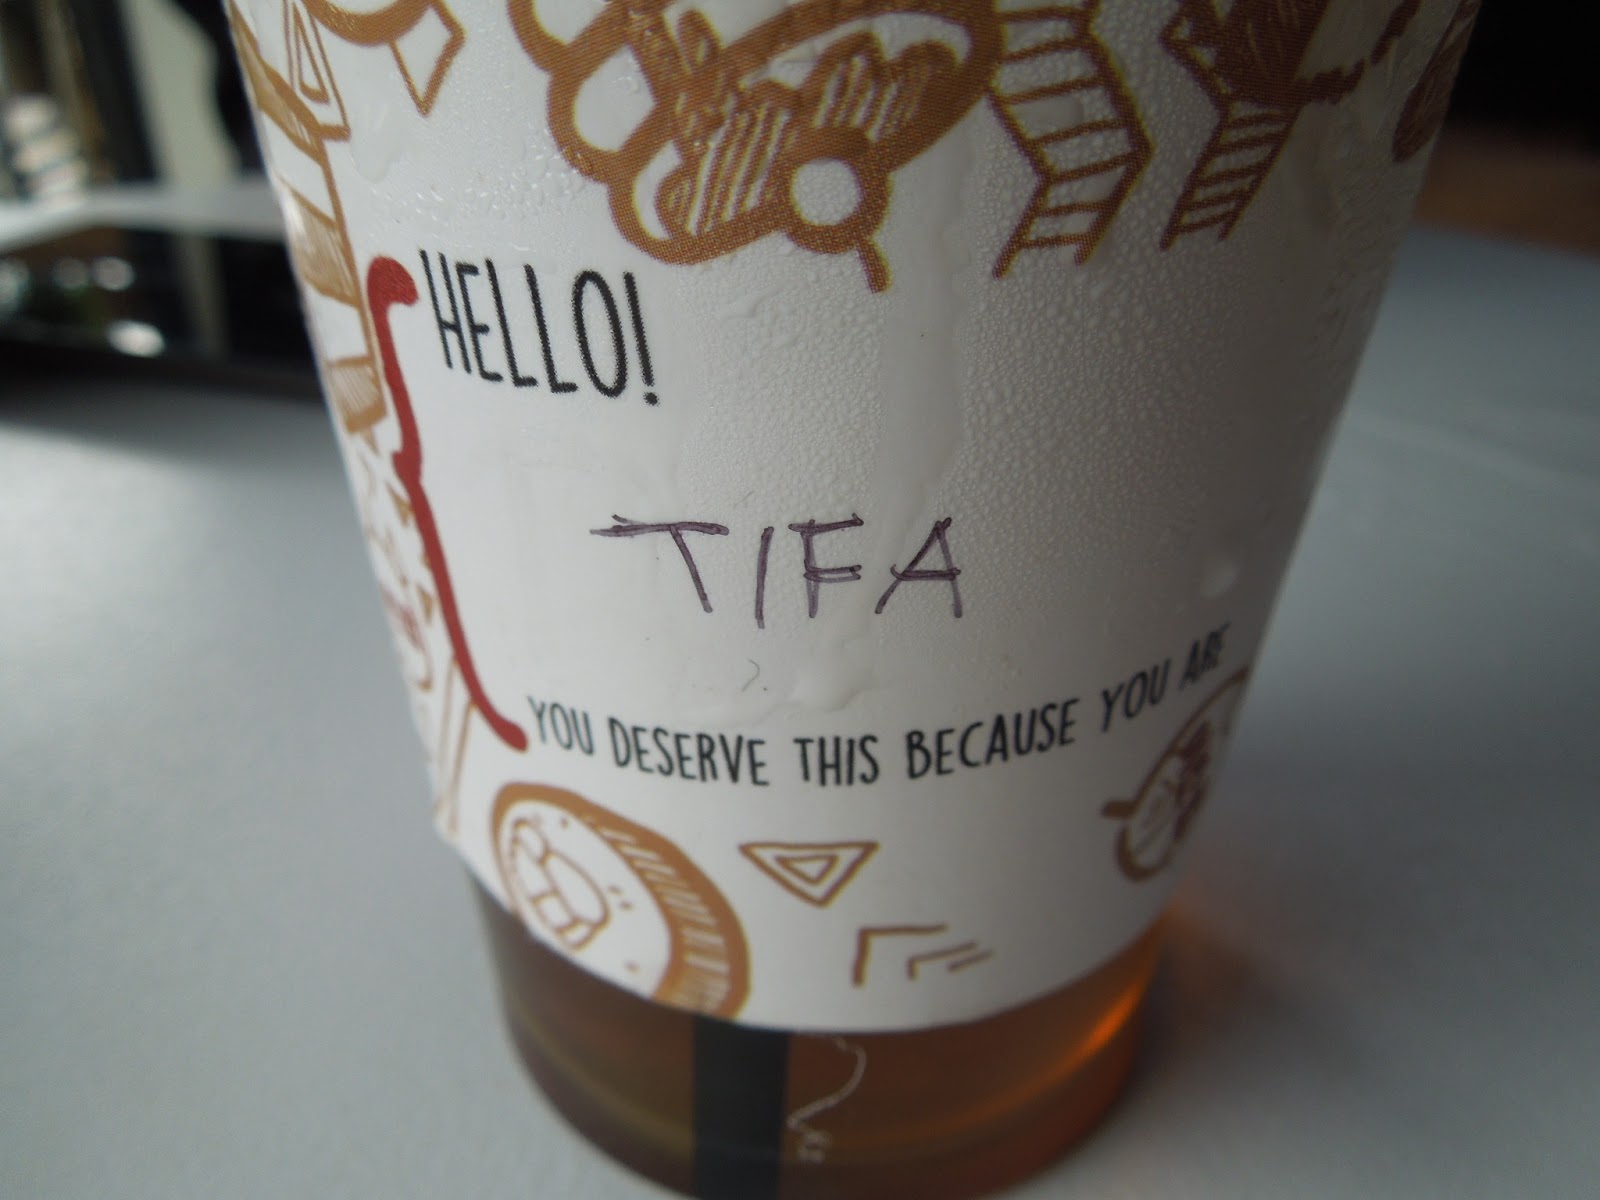 HELLO!
TIFA
YOU DESERVE THIS BECAUSE YOU ARE